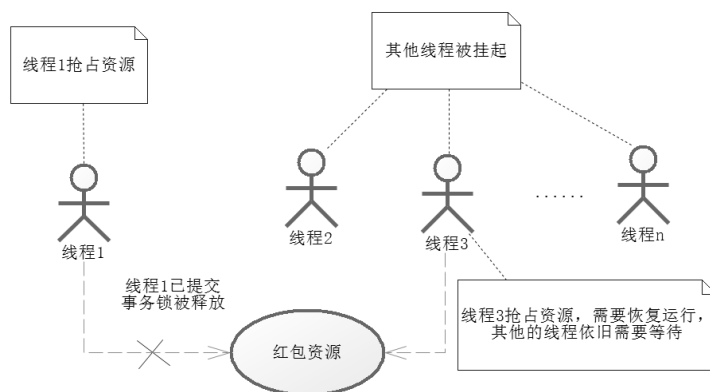 线程1抢占资源
其他线程被挂起
线程1
线程2
线程3
......
线程n
线程1已提交
事务锁被释放
红包资源
线程3抢占资源，需要恢复运行，
其他的线程依旧需要等待